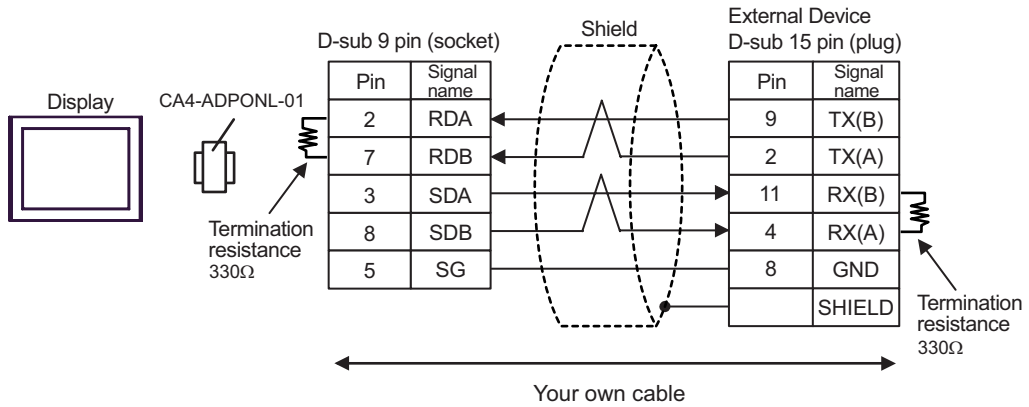 Shield
External Device
D-sub 9 pin (socket)
D-sub 15 pin (plug)
Display
CA4-ADPONL-01
Pin Signal name
2 RDA
7 RDB
3 SDA
8 SDB
5 SG
Pin Signal name
9 TX(B)
2 TX(A)
11 RX(B)
4 RX(A)
8 GND
SHIELD
Termination
resistance
330Ω
Termination
resistance
330Ω
Your own cable